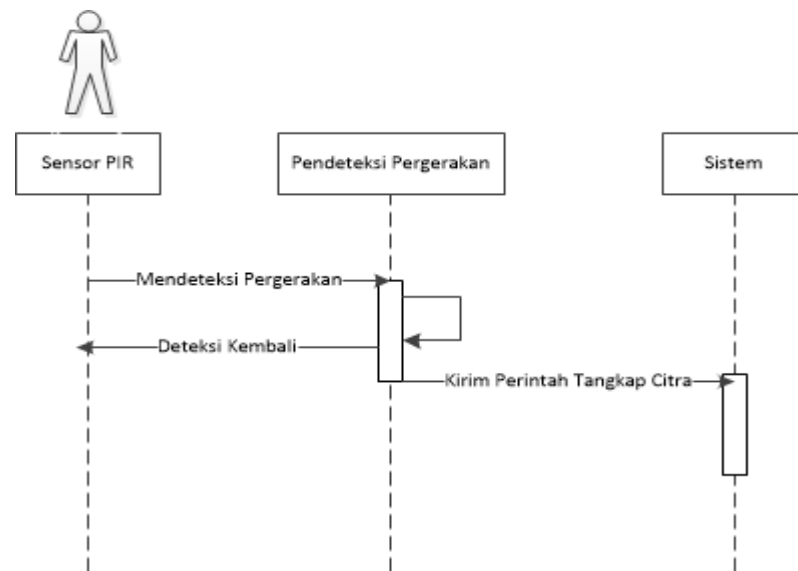 Sensor PIR
Pendeteksi Pergerakan
Sistem
Mendeteksi Pergerakan
Deteksi Kembali
Kirim Perintah Tangkap Citra